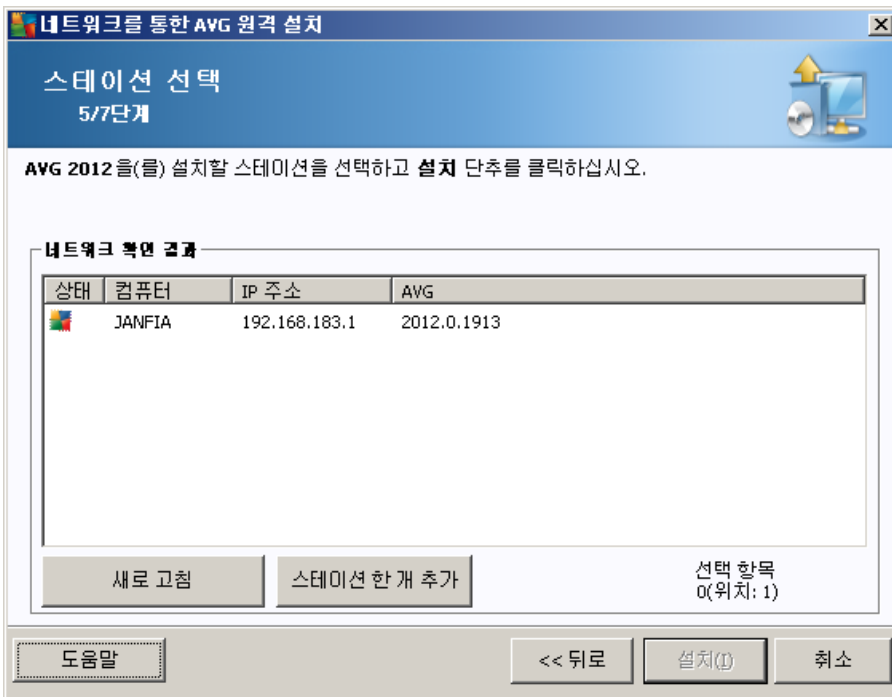 네트워크를 통한 AVG 원격 설치
스테이션 선택
5/7단계
AVG 2012을(를) 설치할 스테이션을 선택하고 설치 단추를 클릭하십시오.
네트워크 확인 결과
상태 컴퓨터 IP 주소 AVG
JANFIA 192.168.183.1 2012.0.1913
새로 고침 스테이션 한 개 추가 선택 항목
0(위치: 1)
도움말 << 뒤로 설치(I) 취소